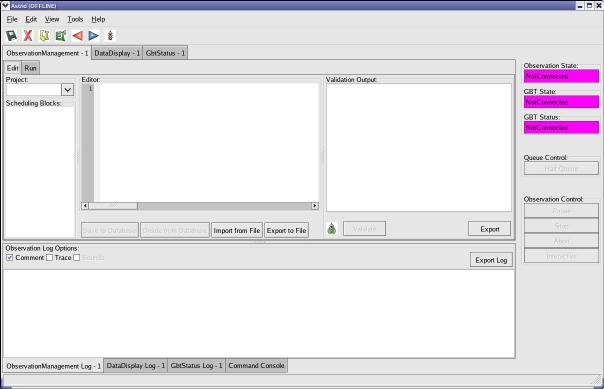 Astrid (OFFLINE)
File Edit View Tools Help
ObservationManagement - 1 DataDisplay - 1 GbtStatus - 1
Edit Run
Project:
Scheduling Blocks:
Editor:
1
Save to Database Delete from Database Import from File Export to File
Validation Output:
Validate Export
Observation State:
NotConnected
GBT State:
NotConnected
GBT Status:
NotConnected
Queue Control:
Halt Queue
Observation Control:
Pause
Stop
Abort
Interactive
Observation Log Options:
Comment Trace Sounds
Export Log
ObservationManagement Log - 1 DataDisplay Log - 1 GbtStatus Log - 1 Command Console